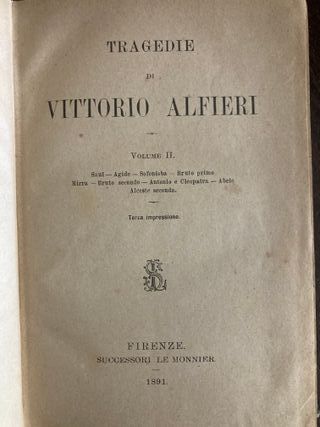 TRAGEDIE
DI
VITTORIO ALFIERI
VOLUME II.
Saul — Agide — Sofonisba — Bruto primo
Mirra — Bruto secondo — Antonio e Cleopatra — Abele
Alceste seconda.
Terza impressione.
FIRENZE.
SUCCESSORI LE MONNIER.
1891.